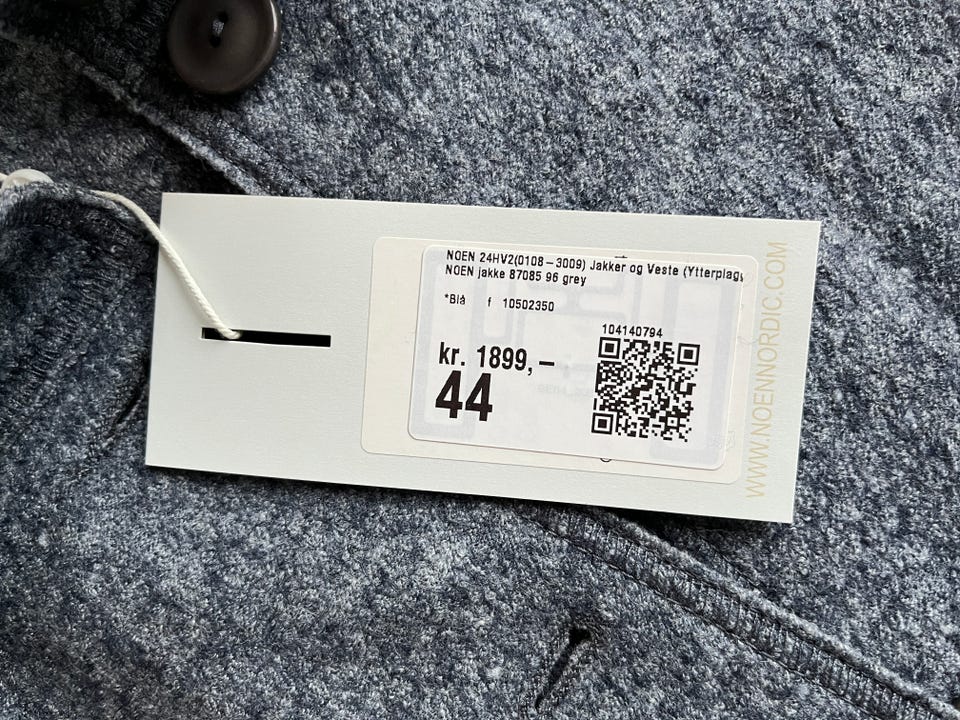 NOEN 24HV2(0108-3009) Jakker og Veste (Ytterplagg
NOEN jakke 87085 96 grey
*Blå f 10502350
104140794
kr. 1899,-
44
WWW.NOENNORDIC.COM